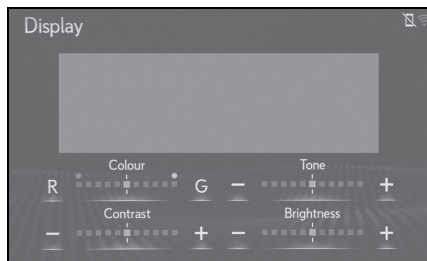 Display
Colour Tone
R G - +
Contrast Brightness
- + - +